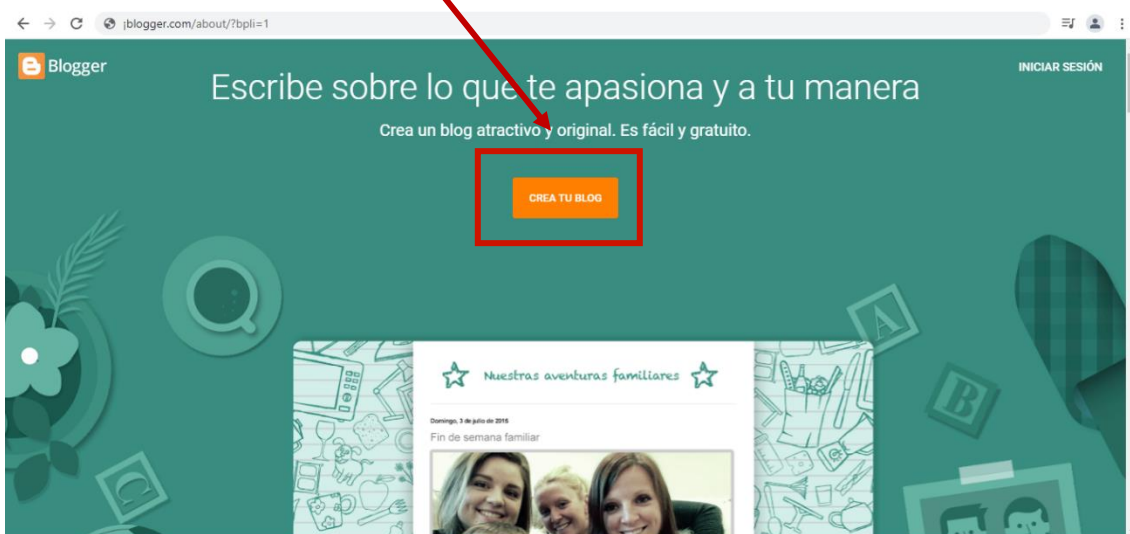 ¡blogger.com/about/?bpli=1
Blogger
INICIAR SESIÓN
Escribe sobre lo que te apasiona y a tu manera
Crea un blog atractivo y original. Es fácil y gratuito.
CREA TU BLOG
A
B
C
Nuestras aventuras familiares
Domingo, 3 de julio de 2015
Fin de semana familiar